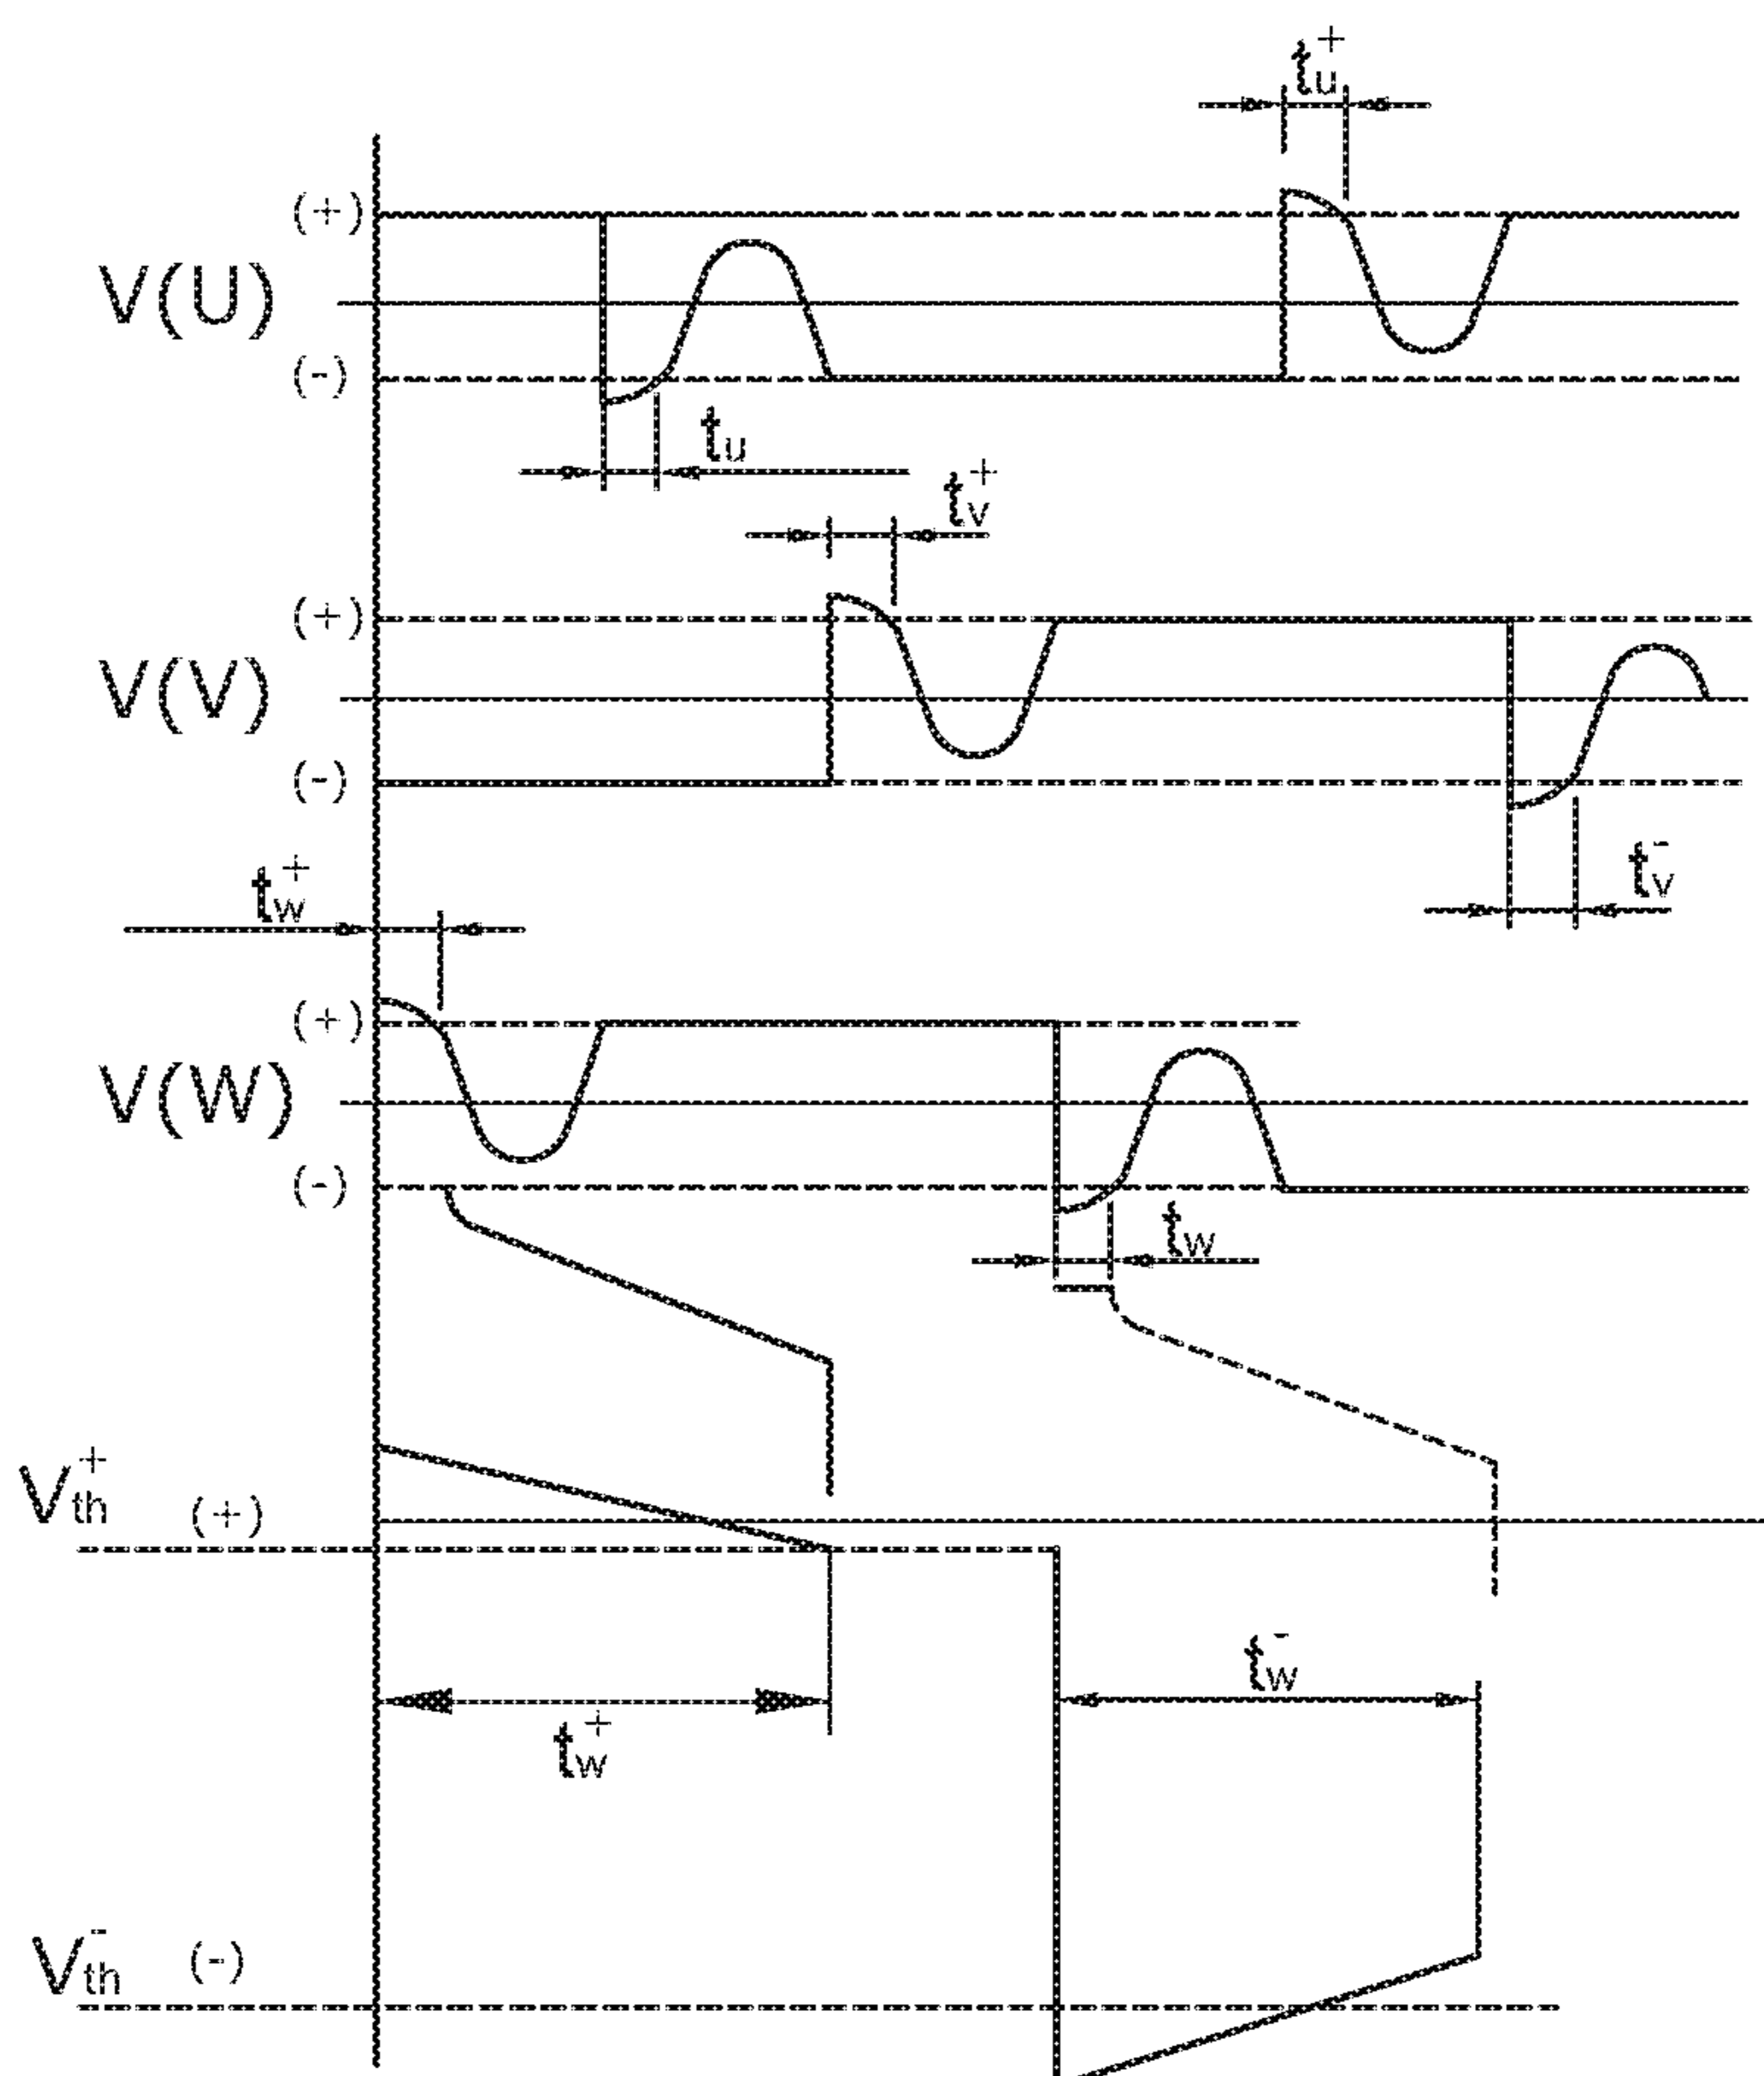 t_u^+
(+)
V(U)
(-)
t_u
t_v^+
(+)
V(V)
(-)
t_v^-
t_w^+
(+)
V(W)
(-)
t_w
V_th^+ (+)
t_w^-
t_w^+
V_th^- (-)